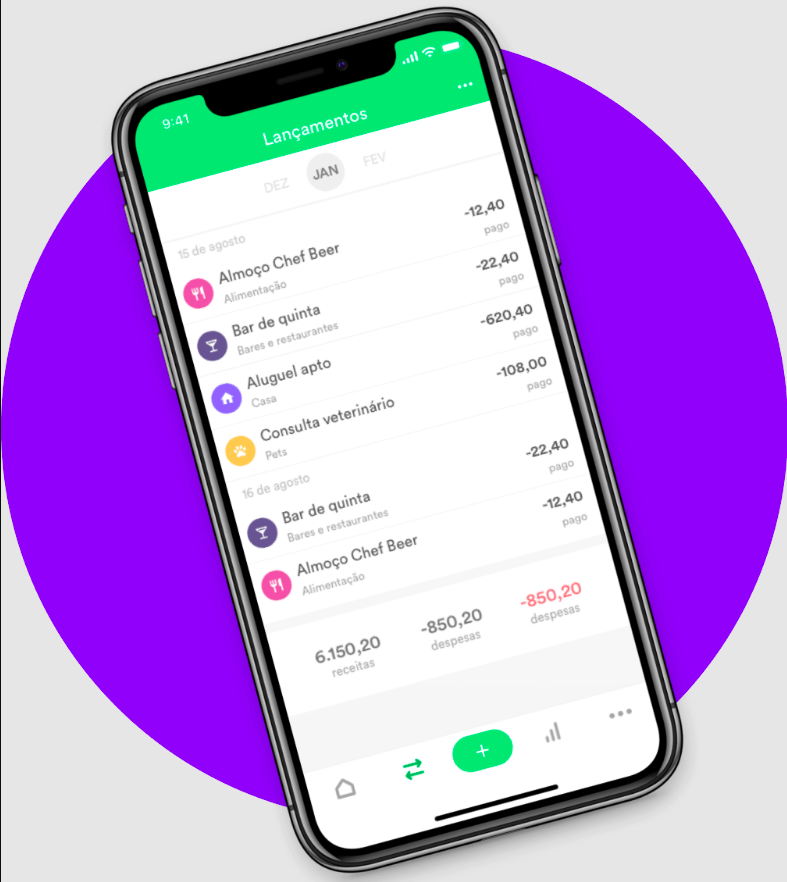 9:41
Lançamentos
DEZ JAN FEV
15 de agosto
Almoço Chef Beer -12,40
Alimentação pago
Bar de quinta -22,40
Bares e restaurantes pago
Aluguel apto -620,40
Casa pago
Consulta veterinário -108,00
Pets pago
16 de agosto
Bar de quinta -22,40
Bares e restaurantes pago
Almoço Chef Beer -12,40
Alimentação pago
6.150,20 -850,20 -850,20
receitas despesas despesas